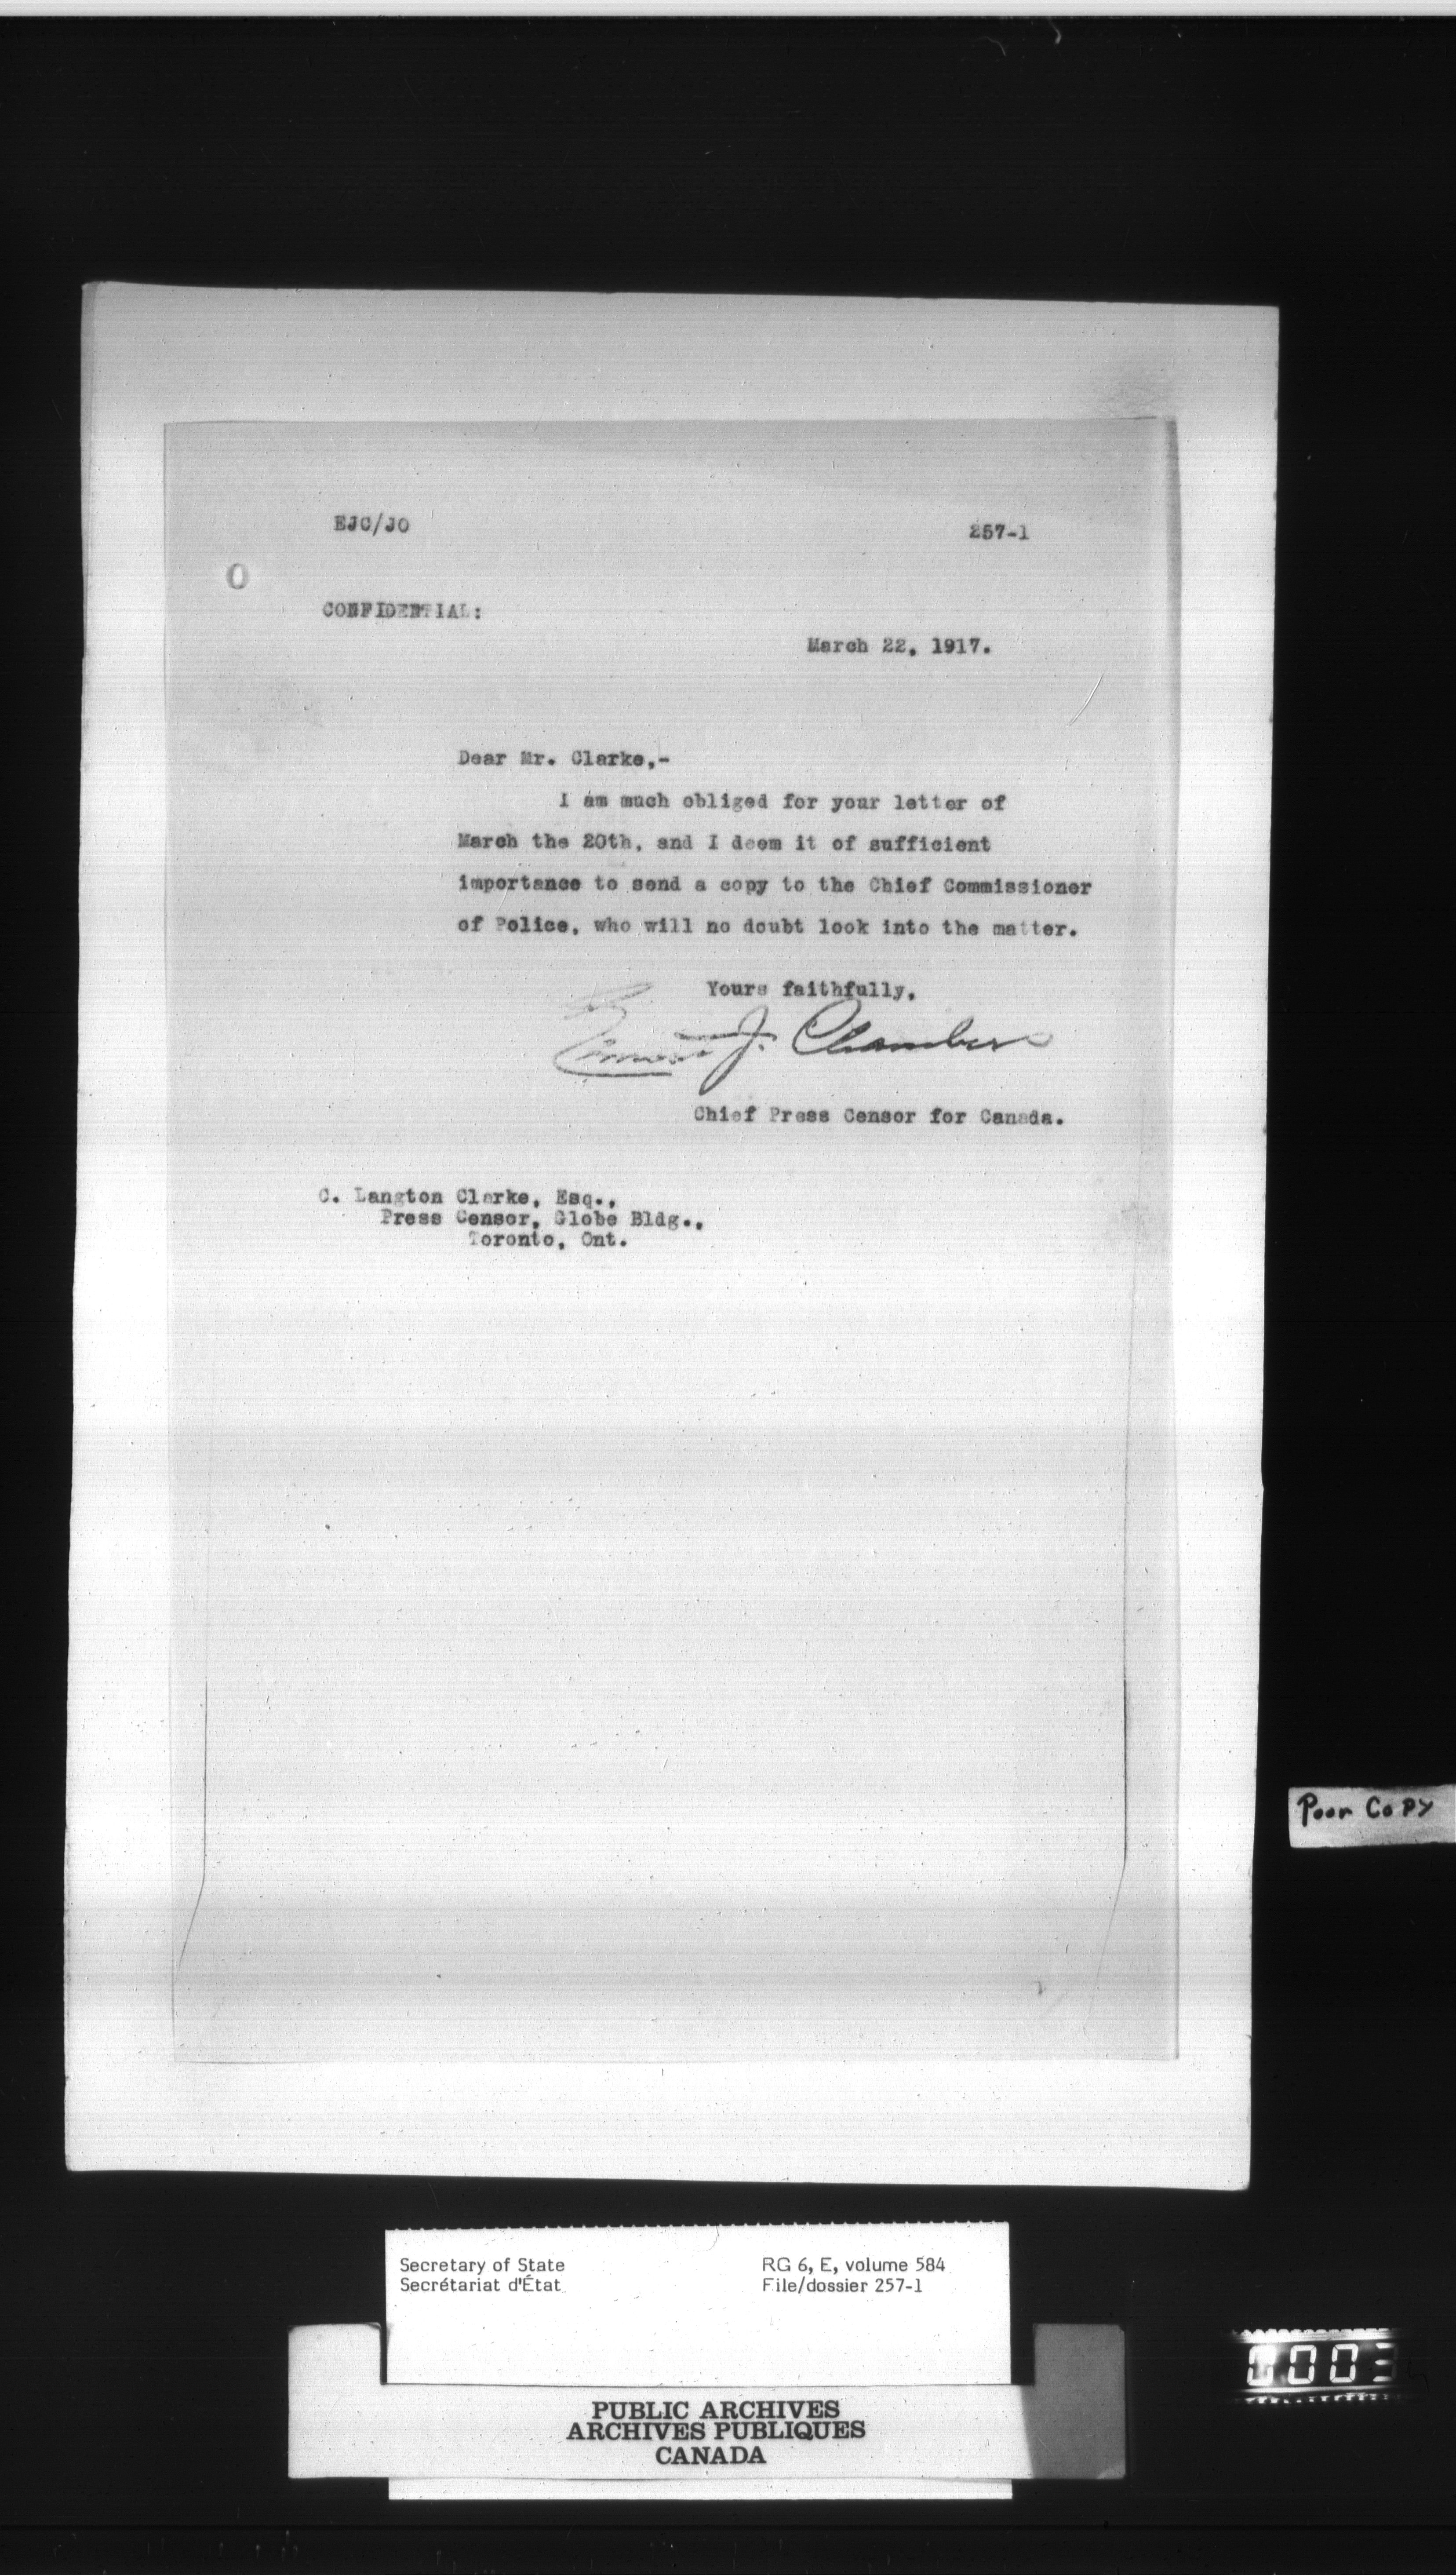 EJC/JO
257-1
CONFIDENTIAL:
March 22, 1917.
Dear Mr. Clarke,-
I am much obliged for your letter of
March the 20th, and I deem it of sufficient
importance to send a copy to the Chief Commissioner
of Police, who will no doubt look into the matter.
Yours faithfully,
Ernest J. Chambers
Chief Press Censor for Canada.
C. Langton Clarke, Esq.,
Press Censor, Globe Bldg.,
Toronto, Ont.
Poor Copy
Secretary of State
Secrétariat d'État
RG 6, E, volume 584
File/dossier 257-1
PUBLIC ARCHIVES
ARCHIVES PUBLIQUES
CANADA
0003